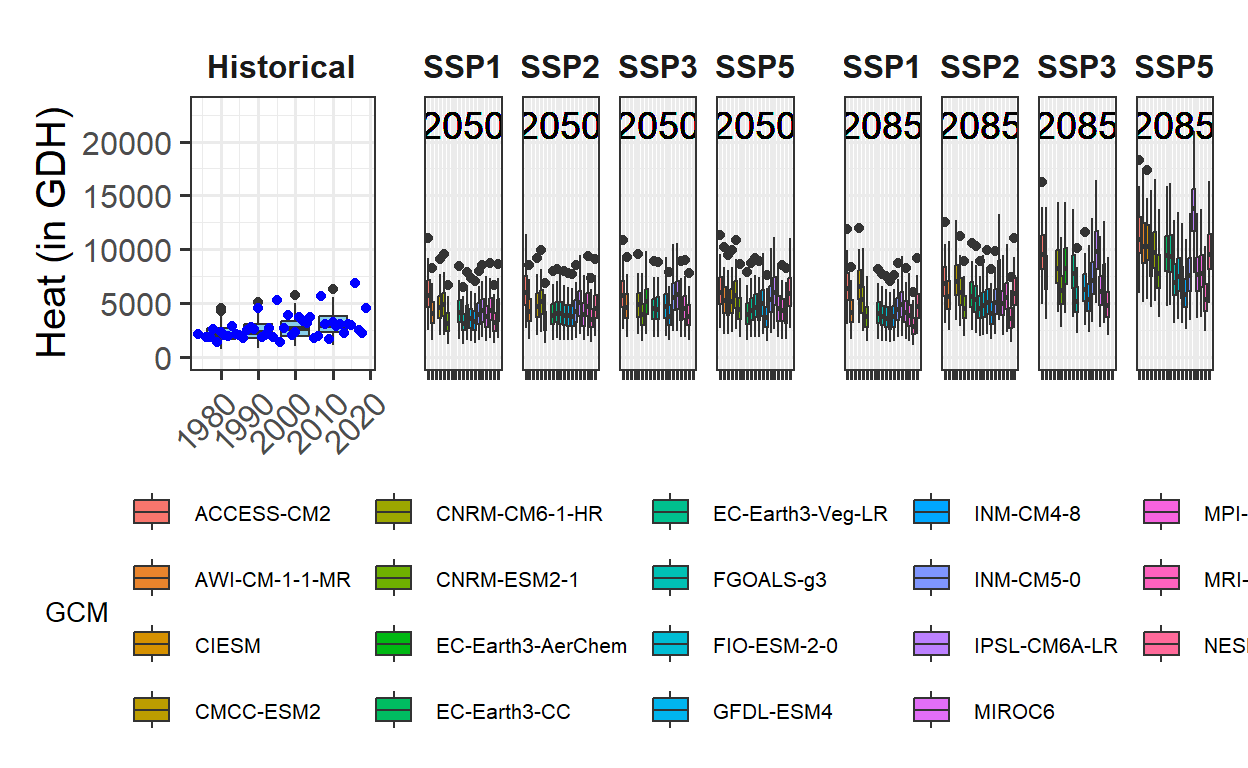 Historical SSP1 SSP2 SSP3 SSP5 SSP1 SSP2 SSP3 SSP5
2050 2050 2050 2050 2085 2085 2085 2085
Heat (in GDH)
20000
15000
10000
5000
0
1980 1990 2000 2010 2020
GCM
ACCESS-CM2 CNRM-CM6-1-HR EC-Earth3-Veg-LR INM-CM4-8 MPI-
AWI-CM-1-1-MR CNRM-ESM2-1 FGOALS-g3 INM-CM5-0 MRI-
CIESM EC-Earth3-AerChem FIO-ESM-2-0 IPSL-CM6A-LR NES
CMCC-ESM2 EC-Earth3-CC GFDL-ESM4 MIROC6